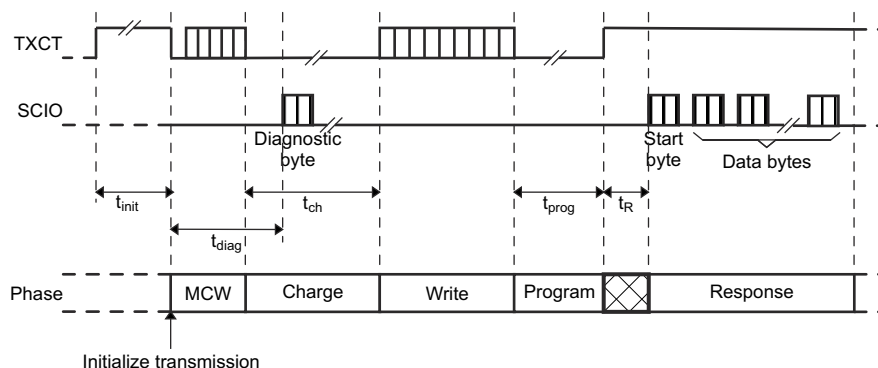 TXCT
SCIO
Diagnostic
byte
Start
byte
Data bytes
tinit
tch
tprog
tR
tdiag
Phase
MCW
Charge
Write
Program
Response
Initialize transmission